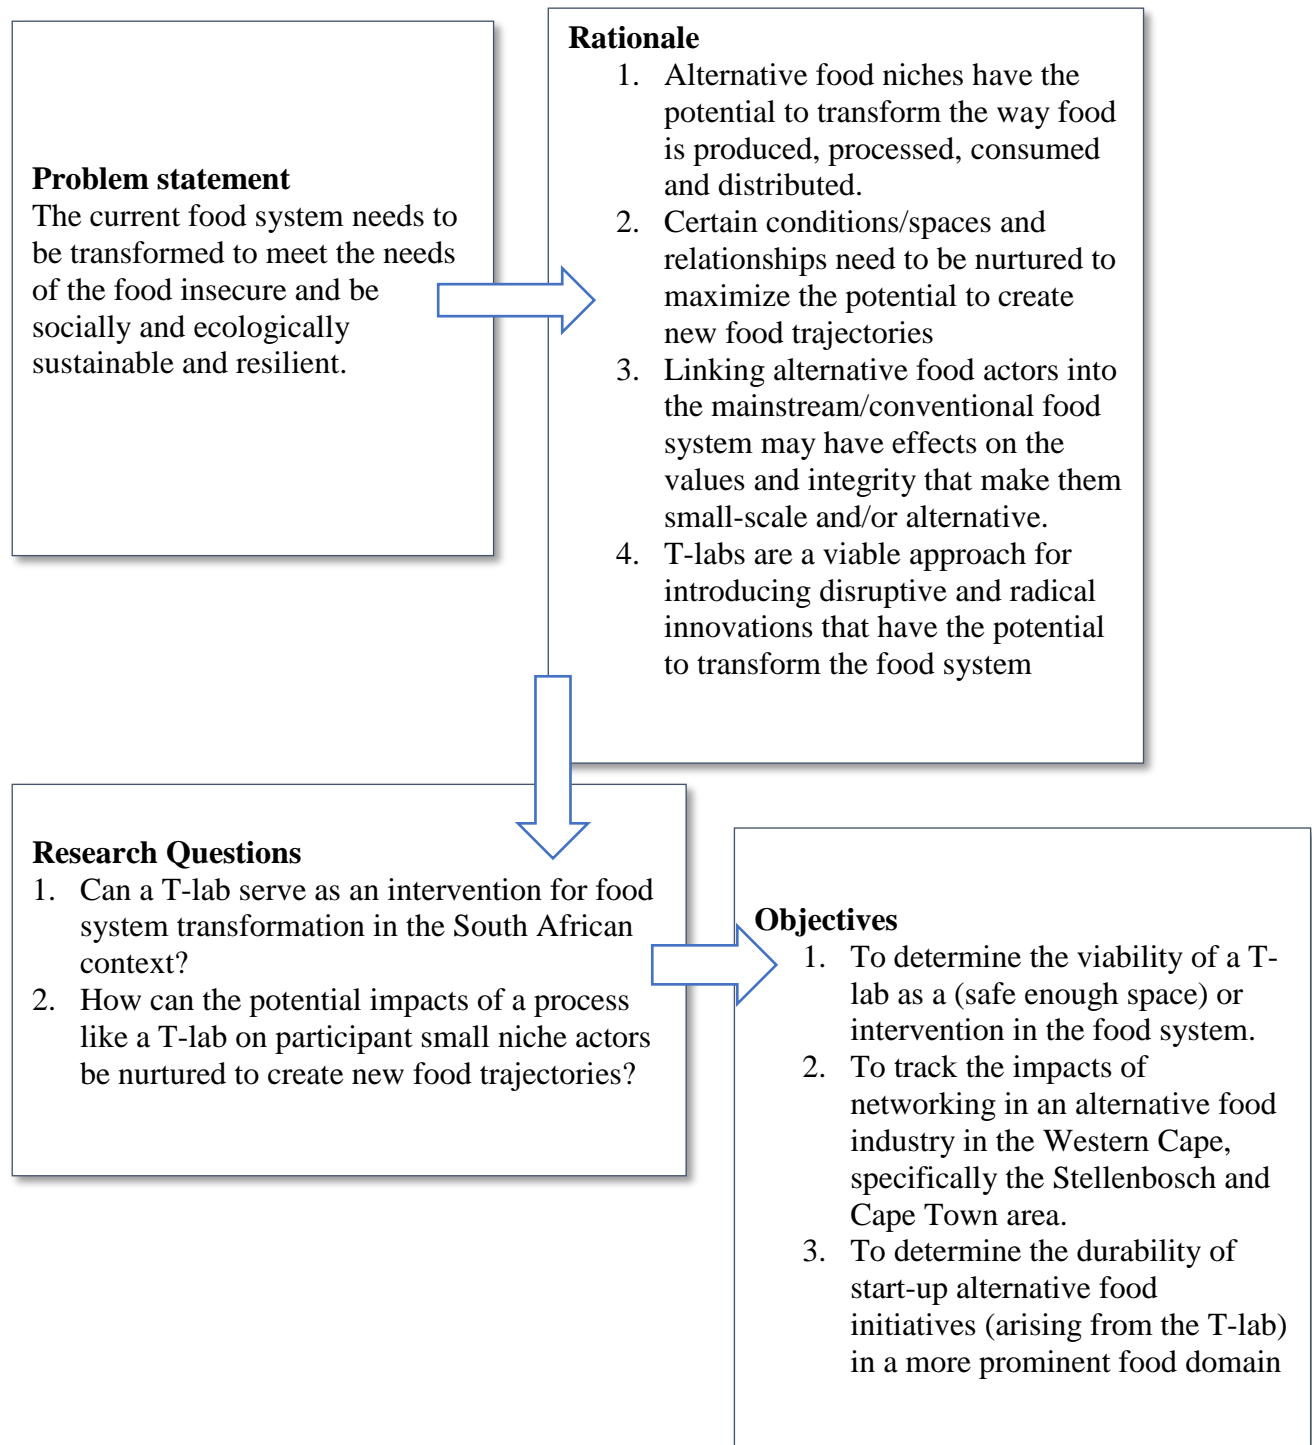 Problem statement
The current food system needs to
be transformed to meet the needs
of the food insecure and be
socially and ecologically
sustainable and resilient.
Rationale
1. Alternative food niches have the
potential to transform the way food
is produced, processed, consumed
and distributed.
2. Certain conditions/spaces and
relationships need to be nurtured to
maximize the potential to create
new food trajectories
3. Linking alternative food actors into
the mainstream/conventional food
system may have effects on the
values and integrity that make them
small-scale and/or alternative.
4. T-labs are a viable approach for
introducing disruptive and radical
innovations that have the potential
to transform the food system
Research Questions
1. Can a T-lab serve as an intervention for food
system transformation in the South African
context?
2. How can the potential impacts of a process
like a T-lab on participant small niche actors
be nurtured to create new food trajectories?
Objectives
1. To determine the viability of a T-
lab as a (safe enough space) or
intervention in the food system.
2. To track the impacts of
networking in an alternative food
industry in the Western Cape,
specifically the Stellenbosch and
Cape Town area.
3. To determine the durability of
start-up alternative food
initiatives (arising from the T-lab)
in a more prominent food domain